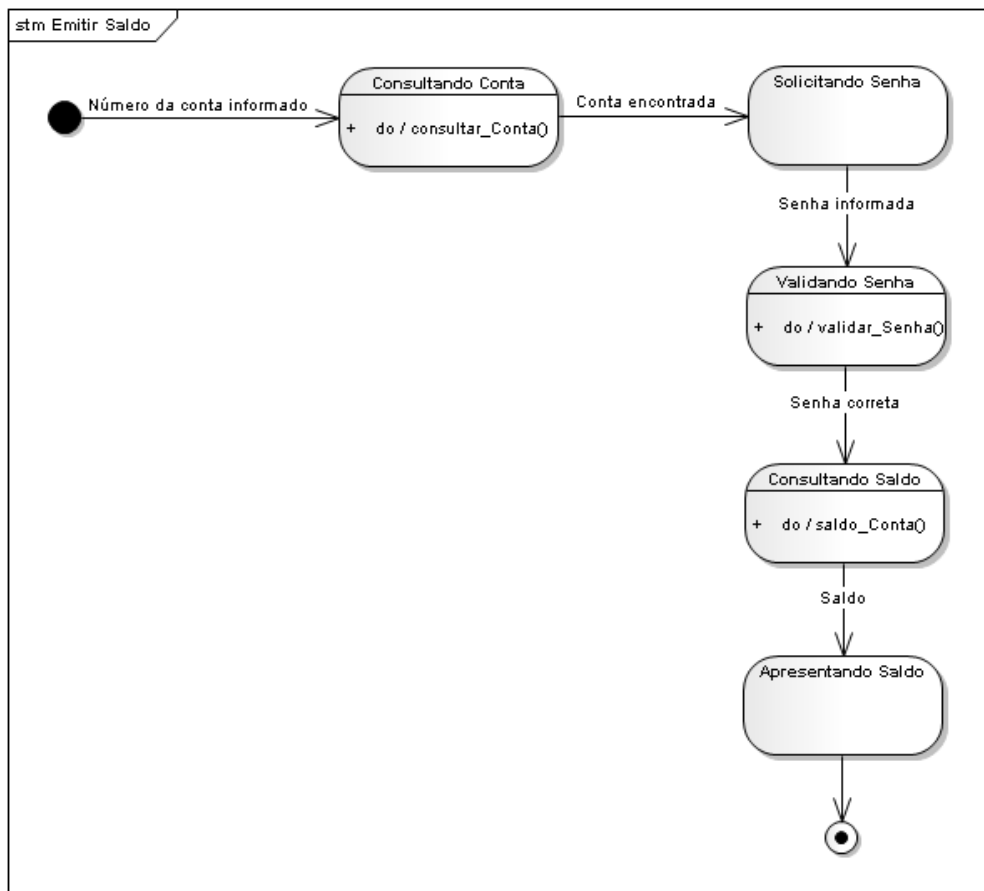 stm Emitir Saldo
Número da conta informado
Consultando Conta
+ do / consultar_Conta()
Conta encontrada
Solicitando Senha
Senha informada
Validando Senha
+ do / validar_Senha()
Senha correta
Consultando Saldo
+ do / saldo_Conta()
Saldo
Apresentando Saldo